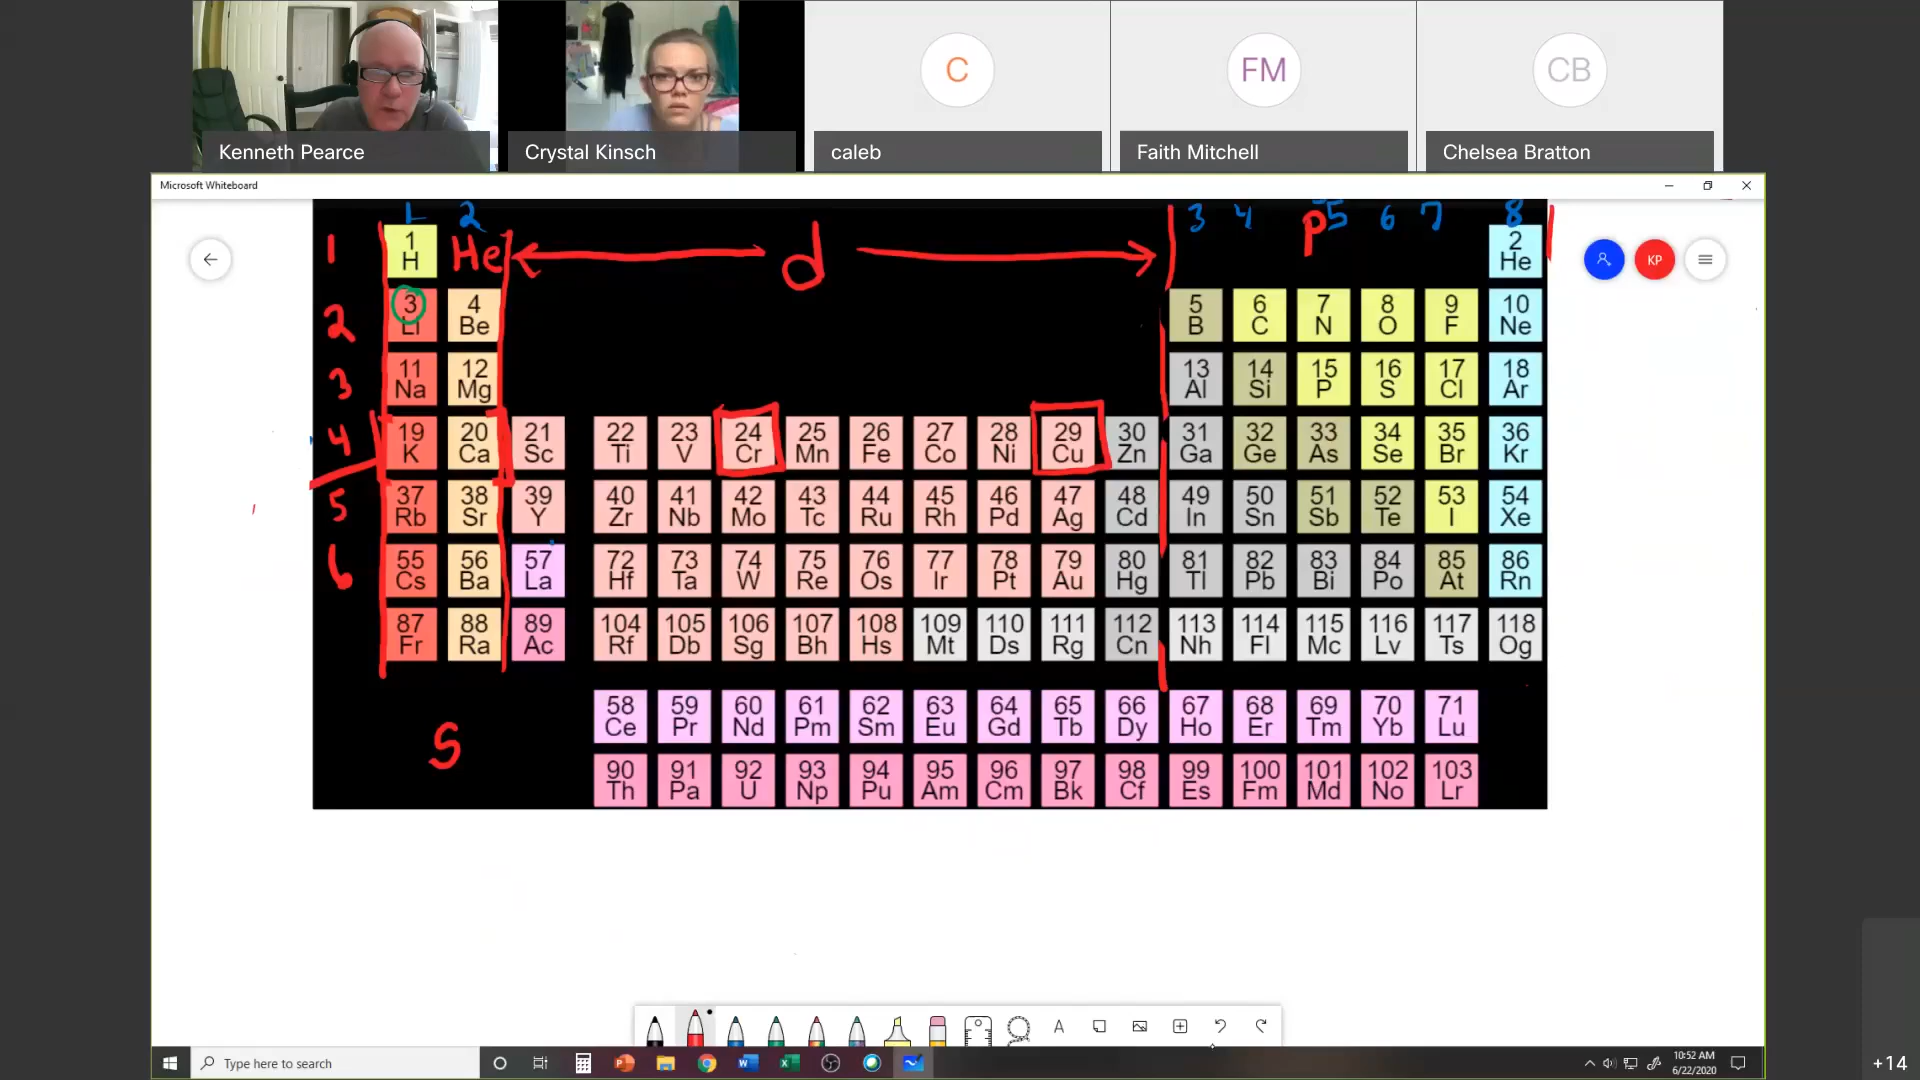 C FM CB
Kenneth Pearce Crystal Kinsch caleb Faith Mitchell Chelsea Bratton
Microsoft Whiteboard
1 2 3 4 p 5 6 7 8
1 1 H He d 2 He
KP
2 3 Li 4 Be 5 B 6 C 7 N 8 O 9 F 10 Ne
3 11 Na 12 Mg 13 Al 14 Si 15 P 16 S 17 Cl 18 Ar
4 19 K 20 Ca 21 Sc 22 Ti 23 V 24 Cr 25 Mn 26 Fe 27 Co 28 Ni 29 Cu 30 Zn 31 Ga 32 Ge 33 As 34 Se 35 Br 36 Kr
5 37 Rb 38 Sr 39 Y 40 Zr 41 Nb 42 Mo 43 Tc 44 Ru 45 Rh 46 Pd 47 Ag 48 Cd 49 In 50 Sn 51 Sb 52 Te 53 I 54 Xe
6 55 Cs 56 Ba 57 La 72 Hf 73 Ta 74 W 75 Re 76 Os 77 Ir 78 Pt 79 Au 80 Hg 81 Tl 82 Pb 83 Bi 84 Po 85 At 86 Rn
87 Fr 88 Ra 89 Ac 104 Rf 105 Db 106 Sg 107 Bh 108 Hs 109 Mt 110 Ds 111 Rg 112 Cn 113 Nh 114 Fl 115 Mc 116 Lv 117 Ts 118 Og
58 Ce 59 Pr 60 Nd 61 Pm 62 Sm 63 Eu 64 Gd 65 Tb 66 Dy 67 Ho 68 Er 69 Tm 70 Yb 71 Lu
S
90 Th 91 Pa 92 U 93 Np 94 Pu 95 Am 96 Cm 97 Bk 98 Cf 99 Es 100 Fm 101 Md 102 No 103 Lr
A
Type here to search
10:52 AM
6/22/2020
+14